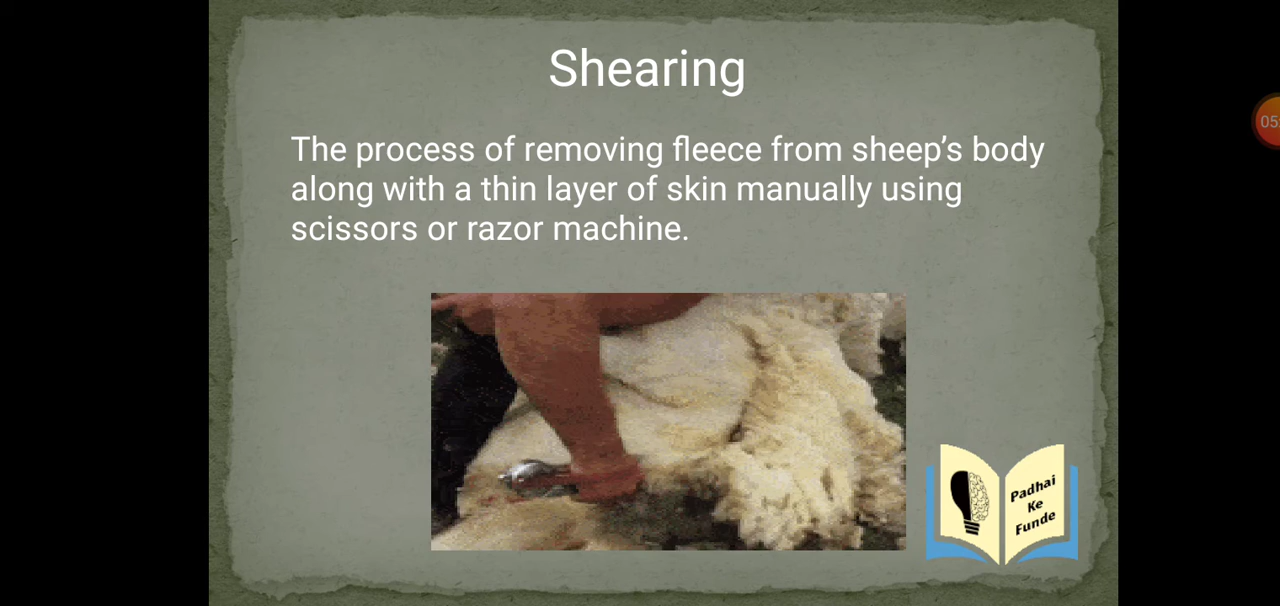 Shearing
The process of removing fleece from sheep’s body
along with a thin layer of skin manually using
scissors or razor machine.
Padhai
Ke
Funde
05